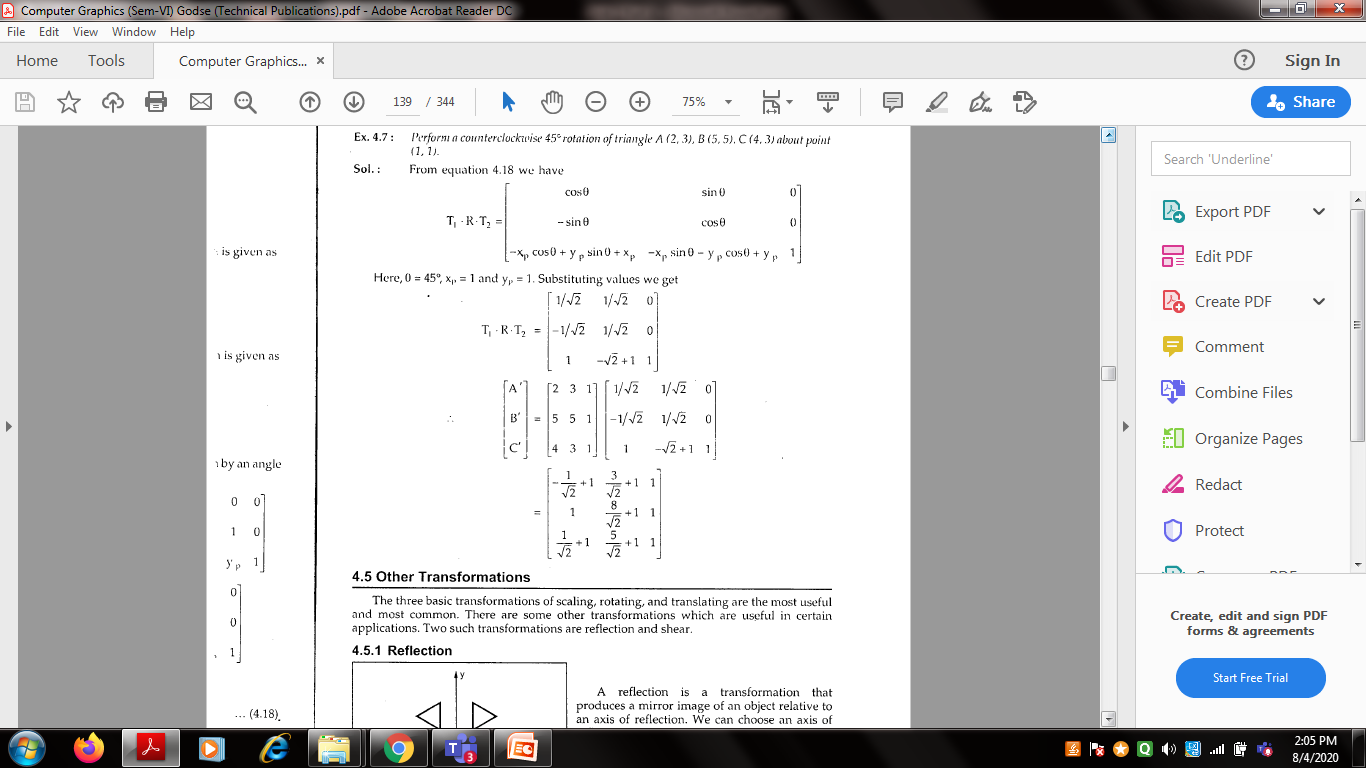 Computer Graphics (Sem-VI) Godse (Technical Publications).pdf - Adobe Acrobat Reader DC
File Edit View Window Help
Home Tools Computer Graphics... × Sign In
139 / 344 75% Share
Ex. 4.7 : Perform a counterclockwise 45° rotation of triangle A (2, 3), B (5, 5), C (4, 3) about point
(1, 1).
Sol. : From equation 4.18 we have
cosθ sinθ 0
T₁ · R · T₂ = − sinθ cosθ 0
−xₚ cosθ + yₚ sinθ + xₚ −xₚ sinθ − yₚ cosθ + yₚ 1
Here, θ = 45°, xₚ = 1 and yₚ = 1. Substituting values we get
1/√2 1/√2 0
T₁ · R · T₂ = −1/√2 1/√2 0
1 −√2 + 1 1
A′ 2 3 1 1/√2 1/√2 0
∴ B′ = 5 5 1 −1/√2 1/√2 0
C′ 4 3 1 1 −√2 + 1 1
−1/√2 + 1 3/√2 + 1 1
= 1 8/√2 + 1 1
1/√2 + 1 5/√2 + 1 1
4.5 Other Transformations
The three basic transformations of scaling, rotating, and translating are the most useful
and most common. There are some other transformations which are useful in certain
applications. Two such transformations are reflection and shear.
4.5.1 Reflection
y
A reflection is a transformation that
produces a mirror image of an object relative to
an axis of reflection. We can choose an axis of
is given as
is given as
by an angle
0 0
1 0
yₚ 1
0
0
1
... (4.18)
Search 'Underline'
Export PDF
Edit PDF
Create PDF
Comment
Combine Files
Organize Pages
Redact
Protect
Create, edit and sign PDF
forms & agreements
Start Free Trial
3
2:05 PM
8/4/2020